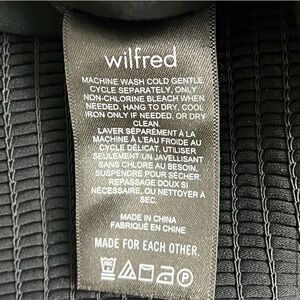 wilfred
MACHINE WASH COLD GENTLE
CYCLE SEPARATELY, ONLY
NON-CHLORINE BLEACH WHEN
NEEDED, HANG TO DRY, COOL
IRON ONLY IF NEEDED, OR DRY
CLEAN.
LAVER SÉPARÉMENT À LA
MACHINE À L'EAU FROIDE AU
CYCLE DÉLICAT, UTILISER
SEULEMENT UN JAVELLISANT
SANS CHLORE AU BESOIN,
SUSPENDRE POUR SÉCHER,
REPASSAGE DOUX SI
NÉCESSAIRE, OU NETTOYER À
SEC.
MADE IN CHINA
FABRIQUÉ EN CHINE
MADE FOR EACH OTHER.